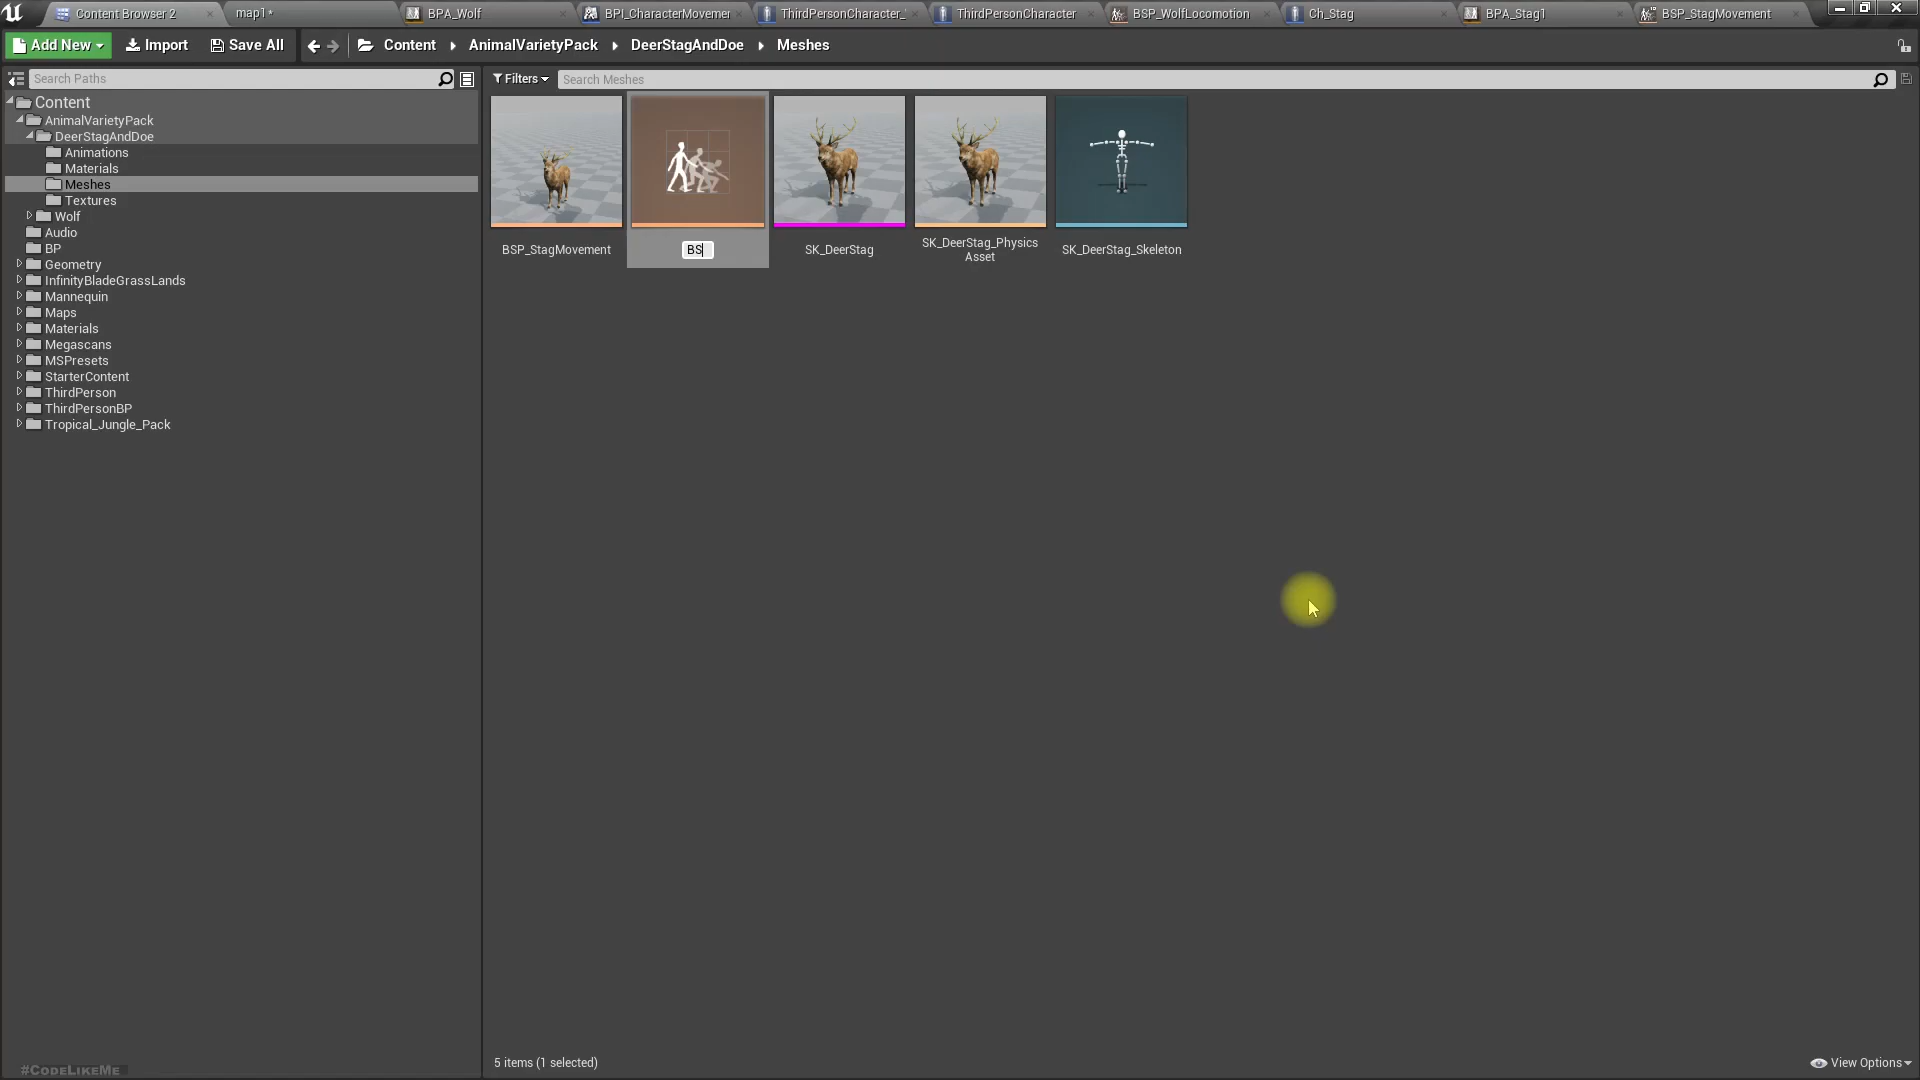 Content Browser 2
map1*
BPA_Wolf
BPI_CharacterMovemer
ThirdPersonCharacter_
ThirdPersonCharacter
BSP_WolfLocomotion
Ch_Stag
BPA_Stag1
BSP_StagMovement
Add New
Import
Save All
Content
AnimalVarietyPack
DeerStagAndDoe
Meshes
Search Paths
Filters
Search Meshes
Content
AnimalVarietyPack
DeerStagAndDoe
Animations
Materials
Meshes
Textures
Wolf
Audio
BP
Geometry
InfinityBladeGrassLands
Mannequin
Maps
Materials
Megascans
MSPresets
StarterContent
ThirdPerson
ThirdPersonBP
Tropical_Jungle_Pack
BSP_StagMovement
BS
SK_DeerStag
SK_DeerStag_Physics
Asset
SK_DeerStag_Skeleton
5 items (1 selected)
View Options
#CodeLikeMe